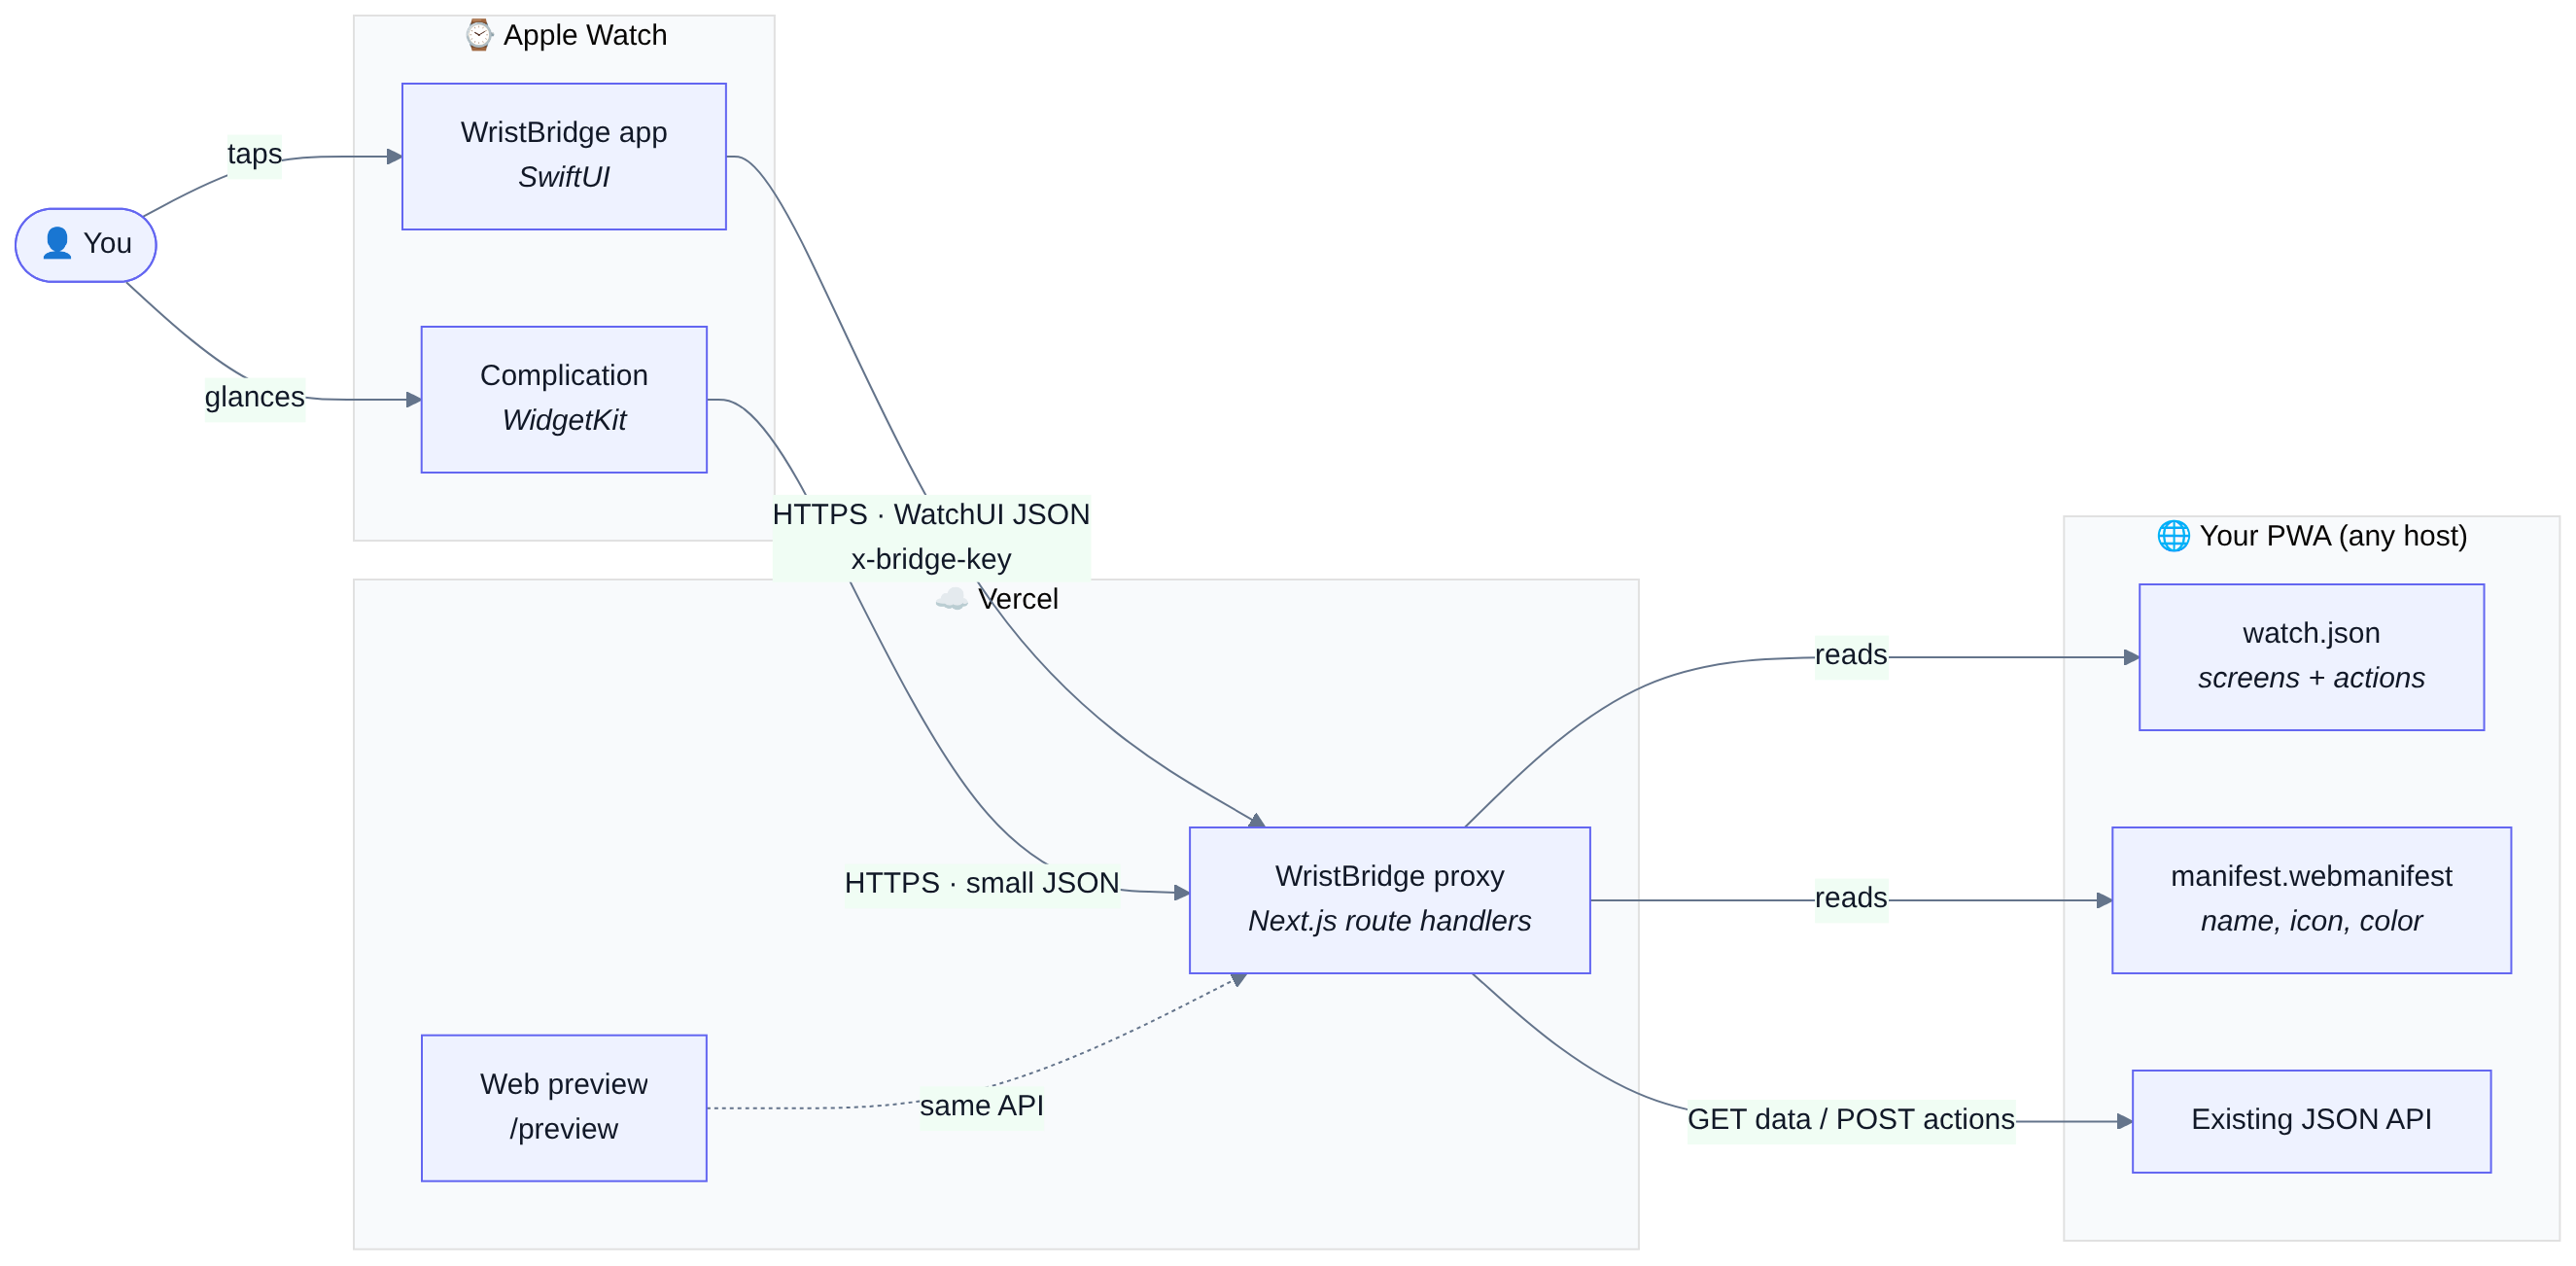 ⌚ Apple Watch
WristBridge app
SwiftUI
taps
👤 You
Complication
WidgetKit
glances
HTTPS · WatchUI JSON
x-bridge-key
☁️ Vercel
HTTPS · small JSON
WristBridge proxy
Next.js route handlers
Web preview
/preview
same API
🌐 Your PWA (any host)
reads
watch.json
screens + actions
reads
manifest.webmanifest
name, icon, color
GET data / POST actions
Existing JSON API